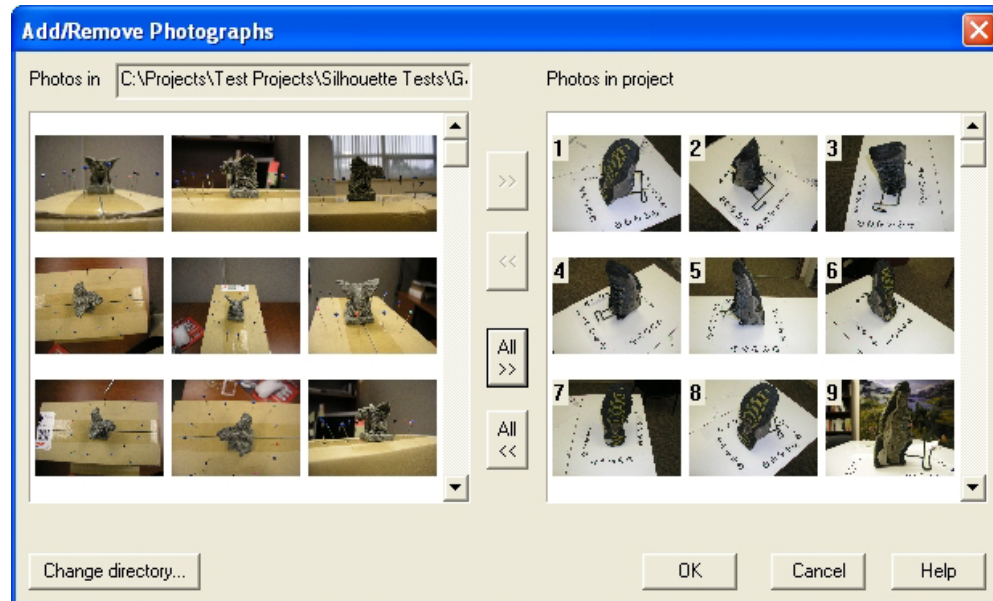 Add/Remove Photographs
Photos in C:\Projects\Test Projects\Silhouette Tests\G
Photos in project
1 2 3
>>
<<
4 5 6
All
>>
7 8 9
All
<<
Change directory... OK Cancel Help